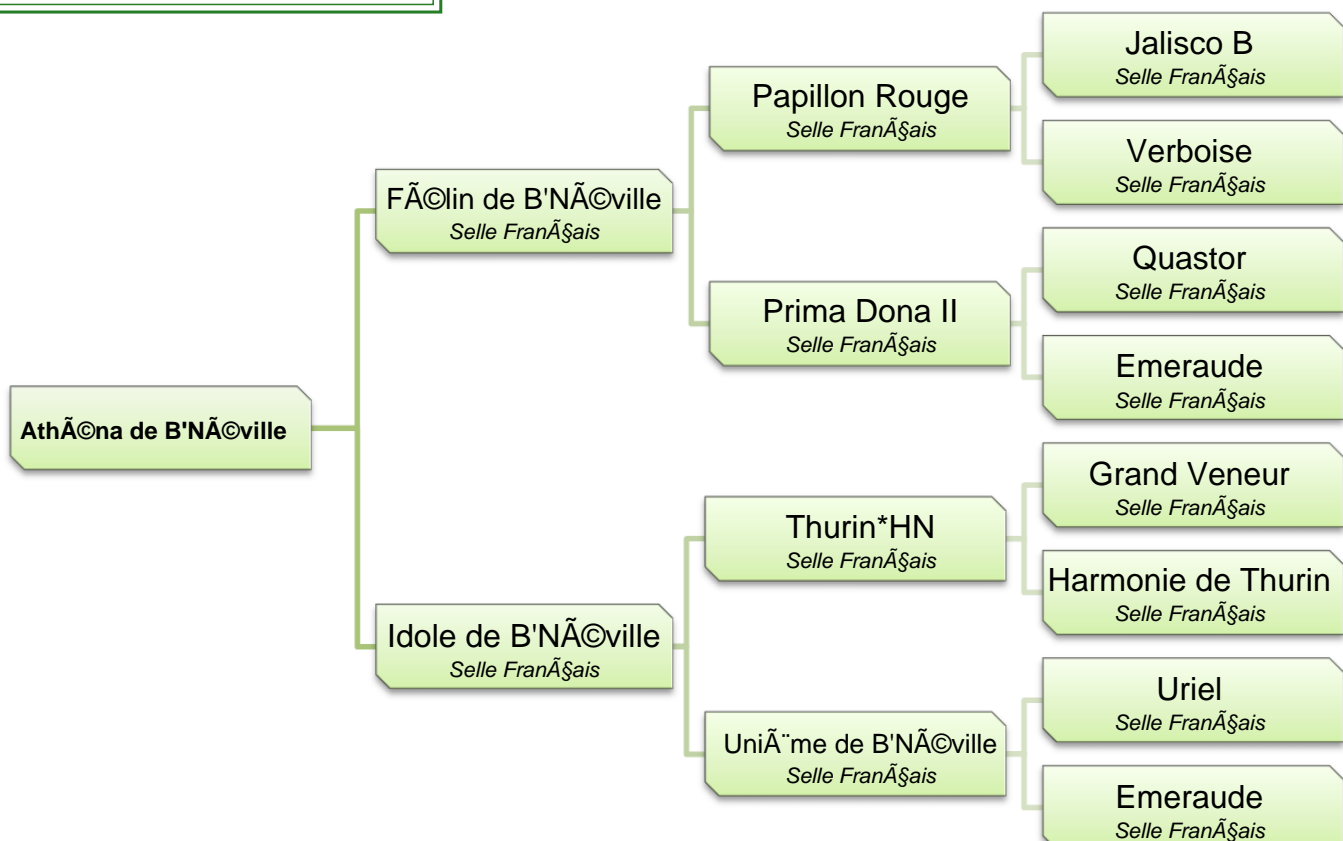 Jalisco B
Selle FranÃ§ais
Papillon Rouge
Selle FranÃ§ais
Verboise
Selle FranÃ§ais
FÃ©lin de B'NÃ©ville
Selle FranÃ§ais
Quastor
Selle FranÃ§ais
Prima Dona II
Selle FranÃ§ais
Emeraude
Selle FranÃ§ais
AthÃ©na de B'NÃ©ville
Grand Veneur
Selle FranÃ§ais
Thurin*HN
Selle FranÃ§ais
Harmonie de Thurin
Selle FranÃ§ais
Idole de B'NÃ©ville
Selle FranÃ§ais
Uriel
Selle FranÃ§ais
UniÃ¨me de B'NÃ©ville
Selle FranÃ§ais
Emeraude
Selle FranÃ§ais